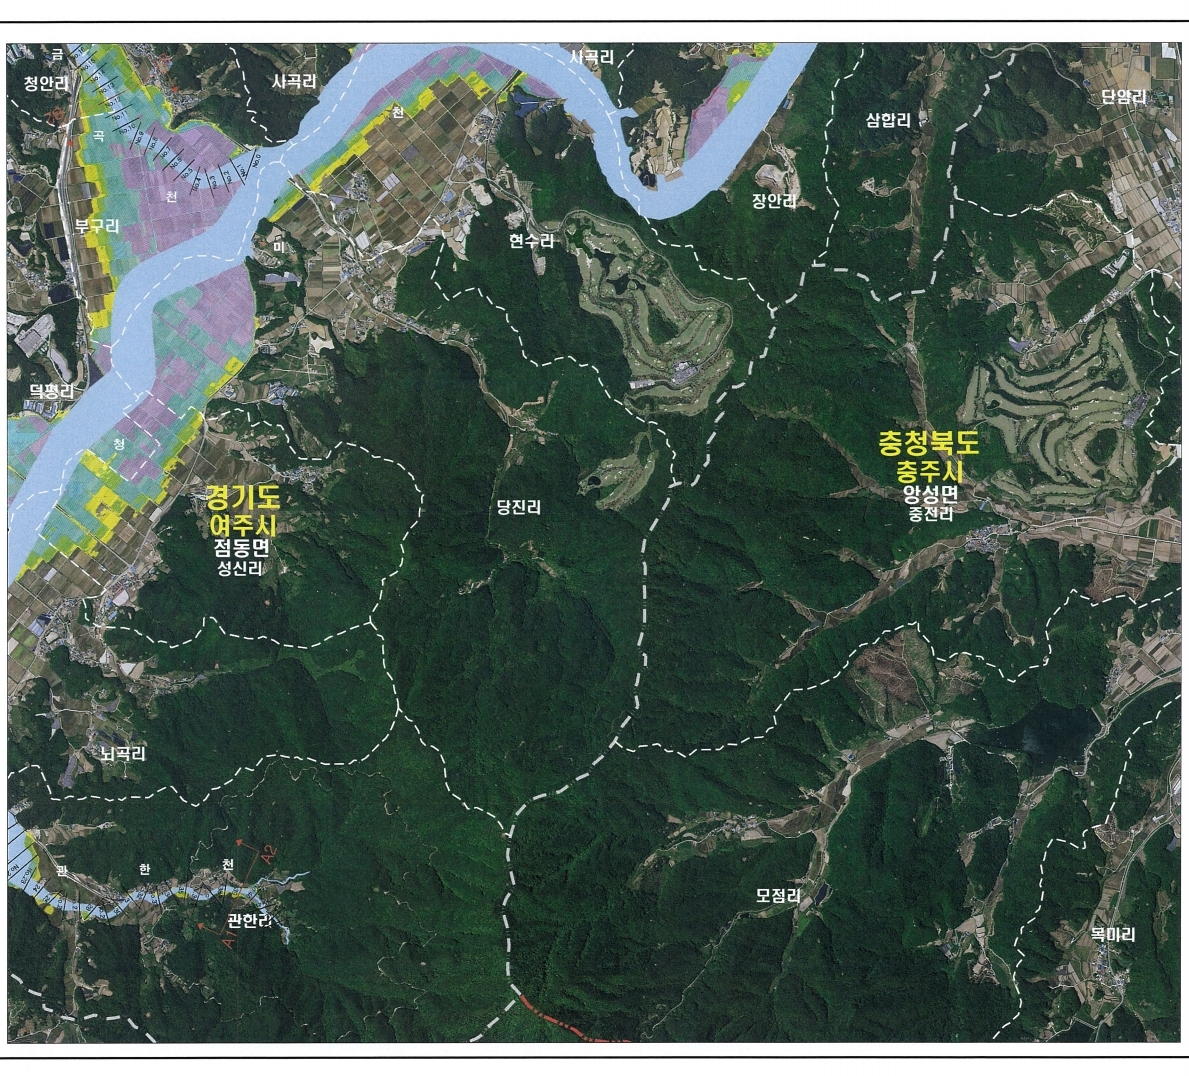 금
청안리
사곡리
사곡리
천
단암리
삼합리
곡
No.0
천
장안리
부구리
현수리
미
덕평리
청
충청북도
충주시
앙성면
중전리
경기도
여주시
점동면
성신리
당진리
뇌곡리
관
한
천
A2
모점리
관한리
A1
목마리